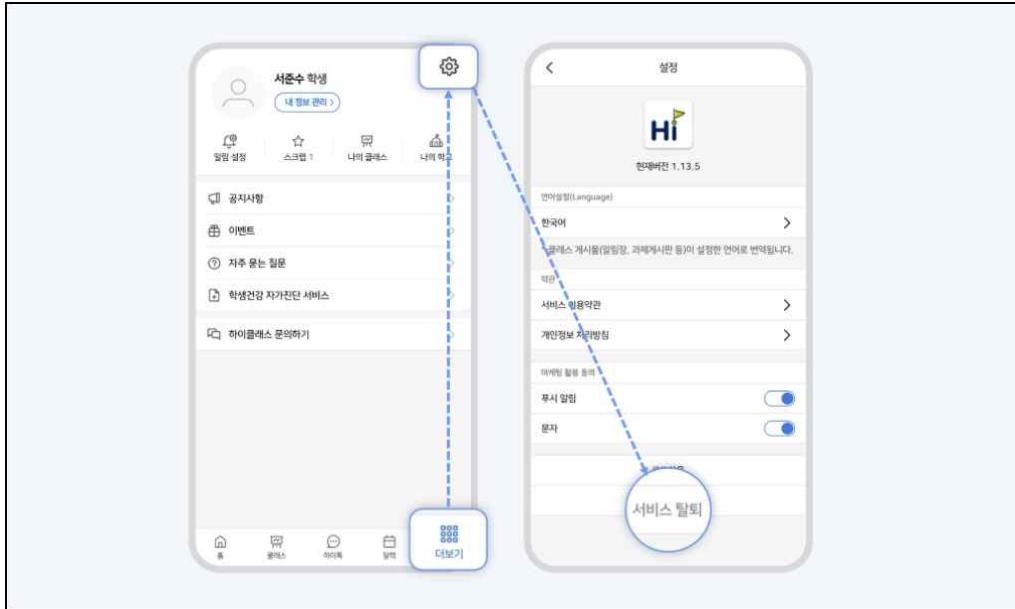 서준수 학생
내 정보 관리 >
알림 설정
스크랩 1
나의 클래스
나의 학교
공지사항
이벤트
자주 묻는 질문
학생건강 자가진단 서비스
하이클래스 문의하기
홈
클래스
하이톡
달력
더보기
설정
Hi
현재버전 1.13.5
언어설정(Language)
한국어
* 클래스 게시물(알림장, 과제게시판 등)이 설정한 언어로 번역됩니다.
약관
서비스 이용약관
개인정보 처리방침
마케팅 활용 동의
푸시 알림
문자
서비스 탈퇴